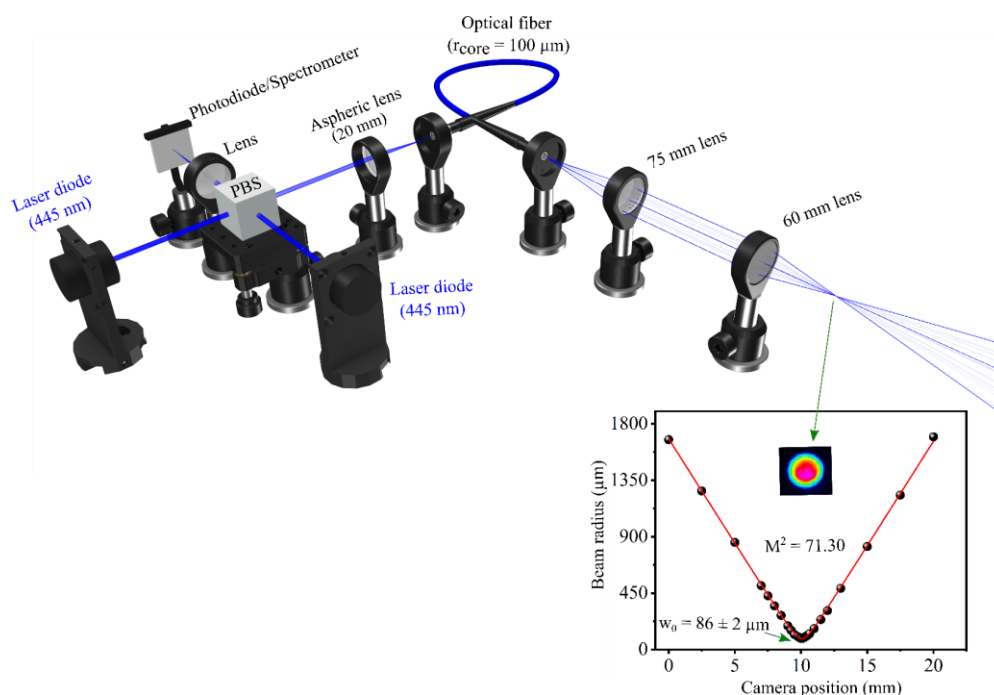 Optical fiber
(rcore = 100 µm)
Photodiode/Spectrometer
Aspheric lens
(20 mm)
Lens
PBS
75 mm lens
60 mm lens
Laser diode
(445 nm)
Laser diode
(445 nm)
1800
1350
900
450
0
Beam radius (µm)
M² = 71.30
w₀ = 86 ± 2 µm
0
5
10
15
20
Camera position (mm)